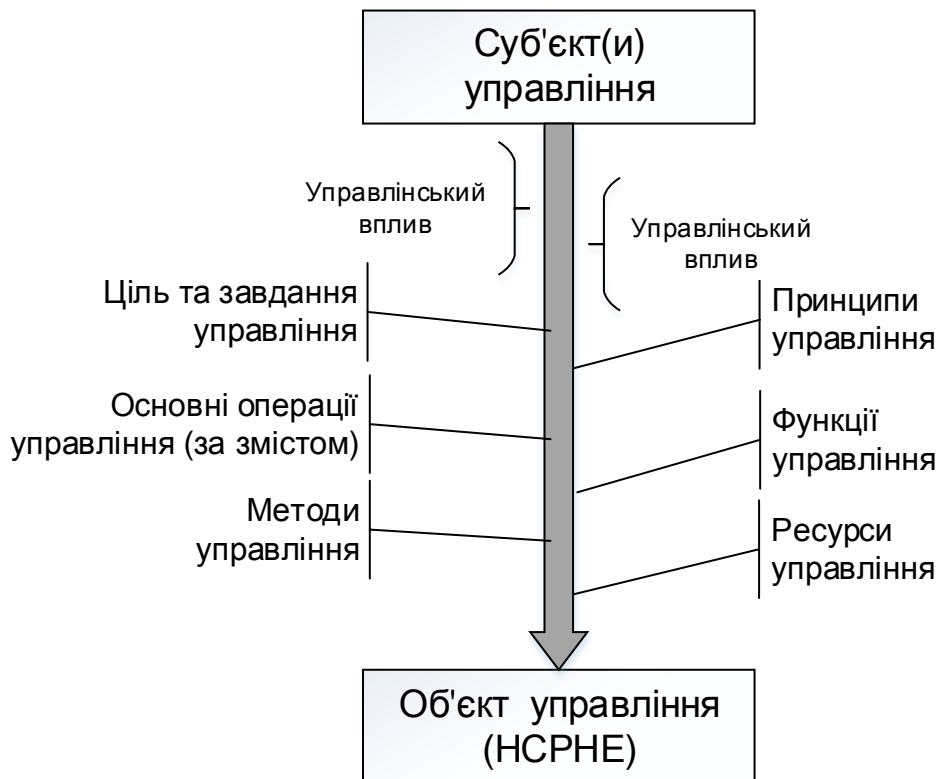 Суб'єкт(и)
управління
Управлінський
вплив
Управлінський
вплив
Ціль та завдання
управління
Принципи
управління
Основні операції
управління (за змістом)
Функції
управління
Методи
управління
Ресурси
управління
Об'єкт управління
(НСРНЕ)